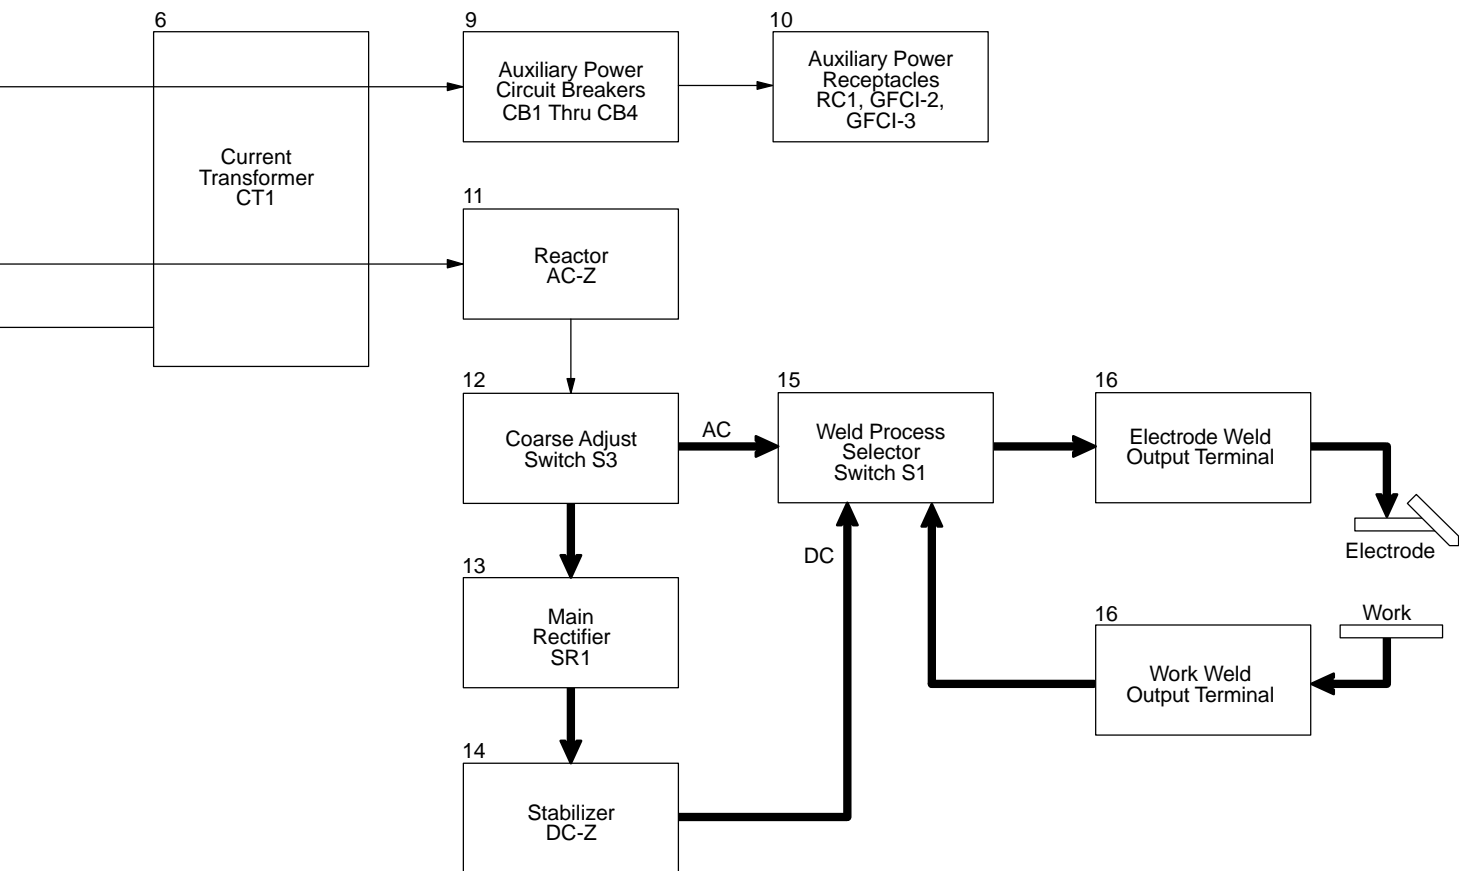 6
Current
Transformer
CT1
9
Auxiliary Power
Circuit Breakers
CB1 Thru CB4
10
Auxiliary Power
Receptacles
RC1, GFCI-2,
GFCI-3
11
Reactor
AC-Z
12
Coarse Adjust
Switch S3
AC
15
Weld Process
Selector
Switch S1
16
Electrode Weld
Output Terminal
Electrode
DC
13
Main
Rectifier
SR1
16
Work Weld
Output Terminal
Work
14
Stabilizer
DC-Z